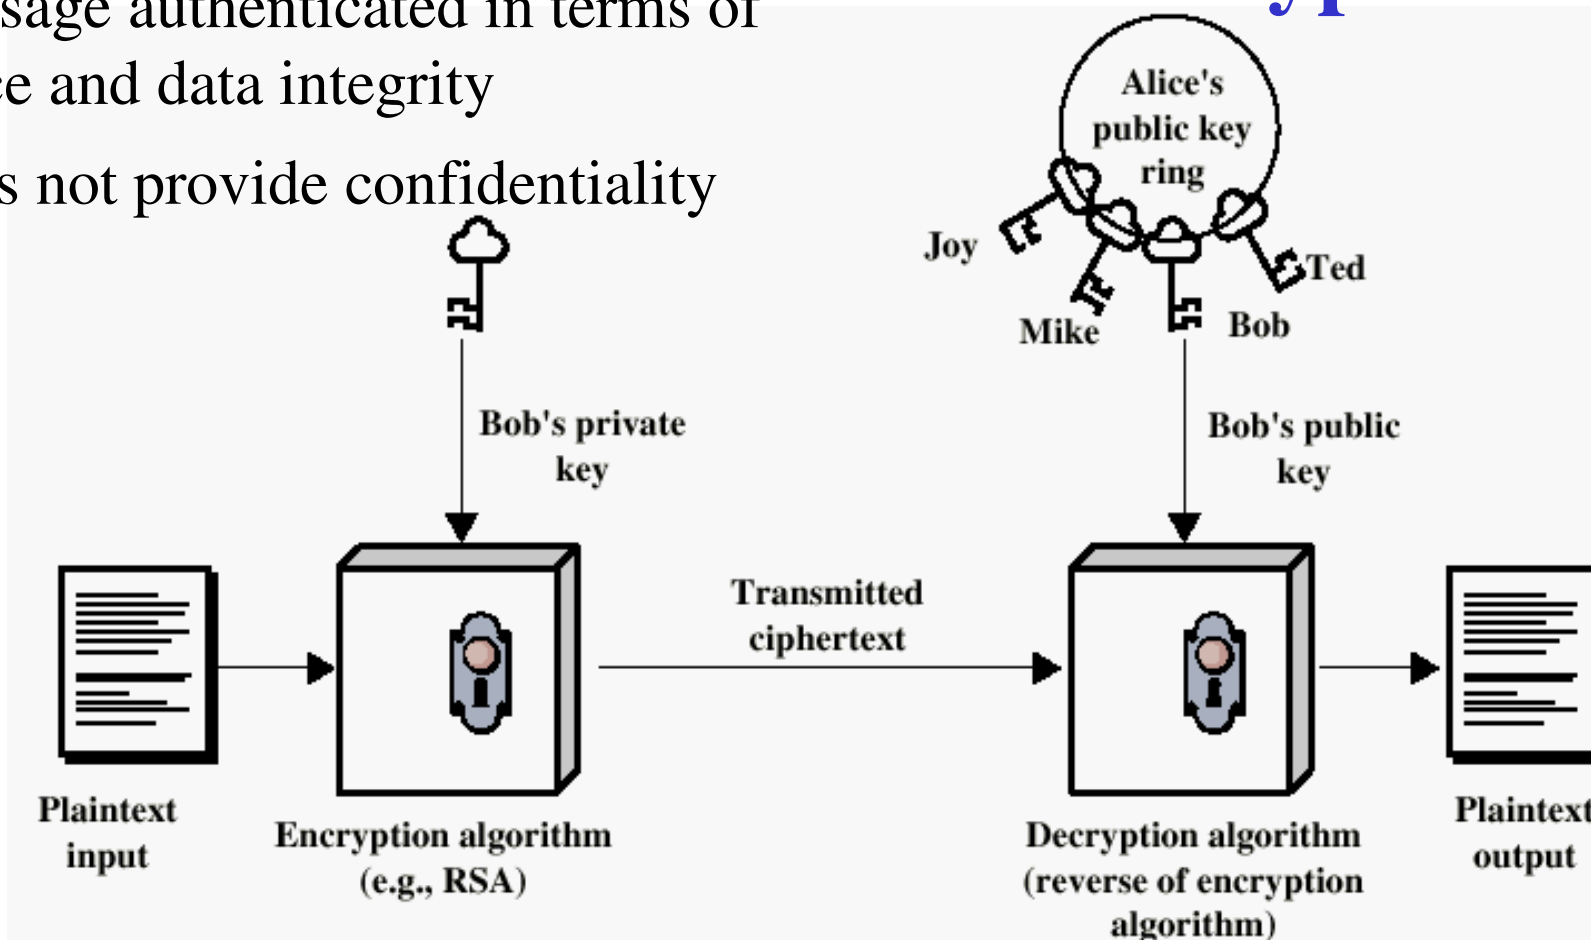 sage authenticated in terms of
ce and data integrity
s not provide confidentiality
Alice's
public key
ring
Joy
Ted
Mike
Bob
Bob's private
key
Bob's public
key
Transmitted
ciphertext
Plaintext
input
Encryption algorithm
(e.g., RSA)
Decryption algorithm
(reverse of encryption
algorithm)
Plaintext
output